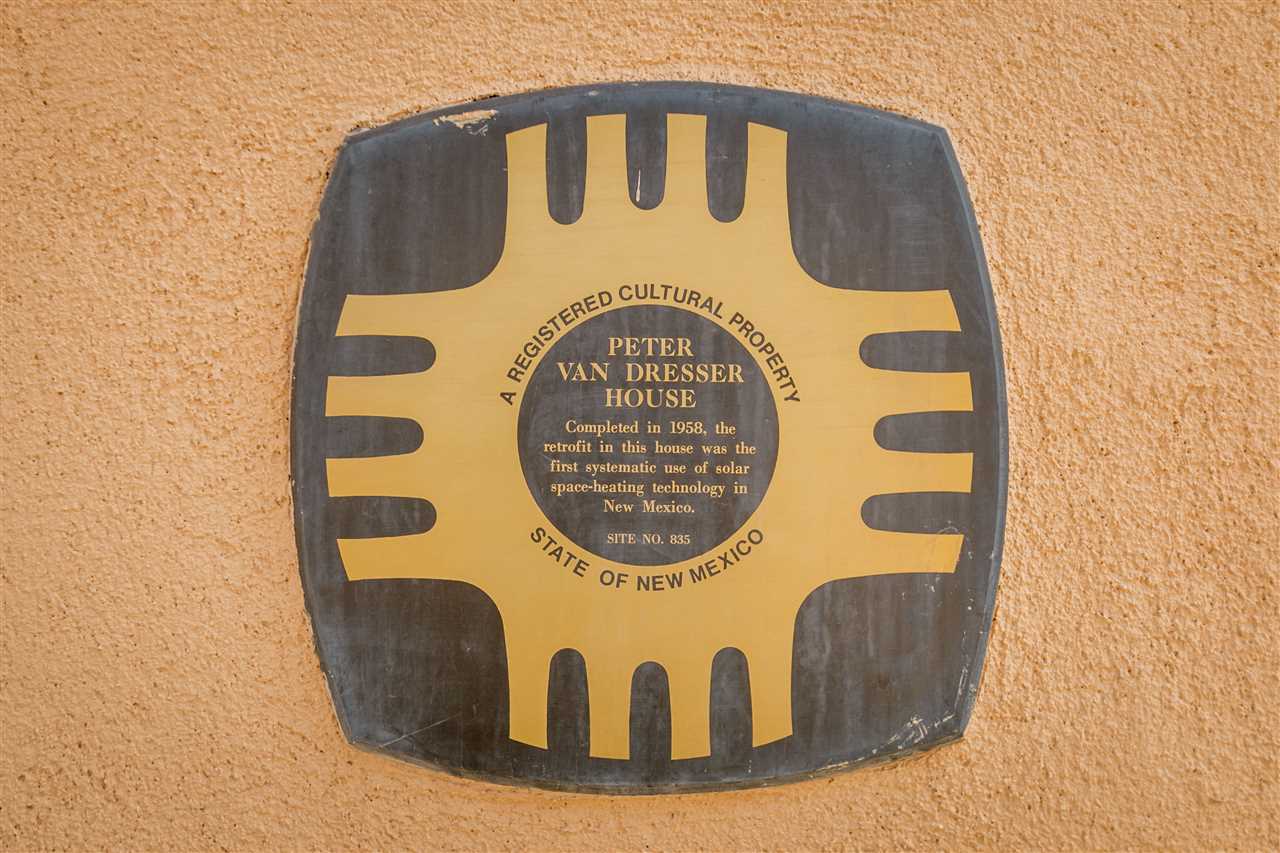 A REGISTERED CULTURAL PROPERTY
PETER
VAN DRESSER
HOUSE
Completed in 1958, the
retrofit in this house was the
first systematic use of solar
space-heating technology in
New Mexico.
SITE NO. 835
STATE OF NEW MEXICO